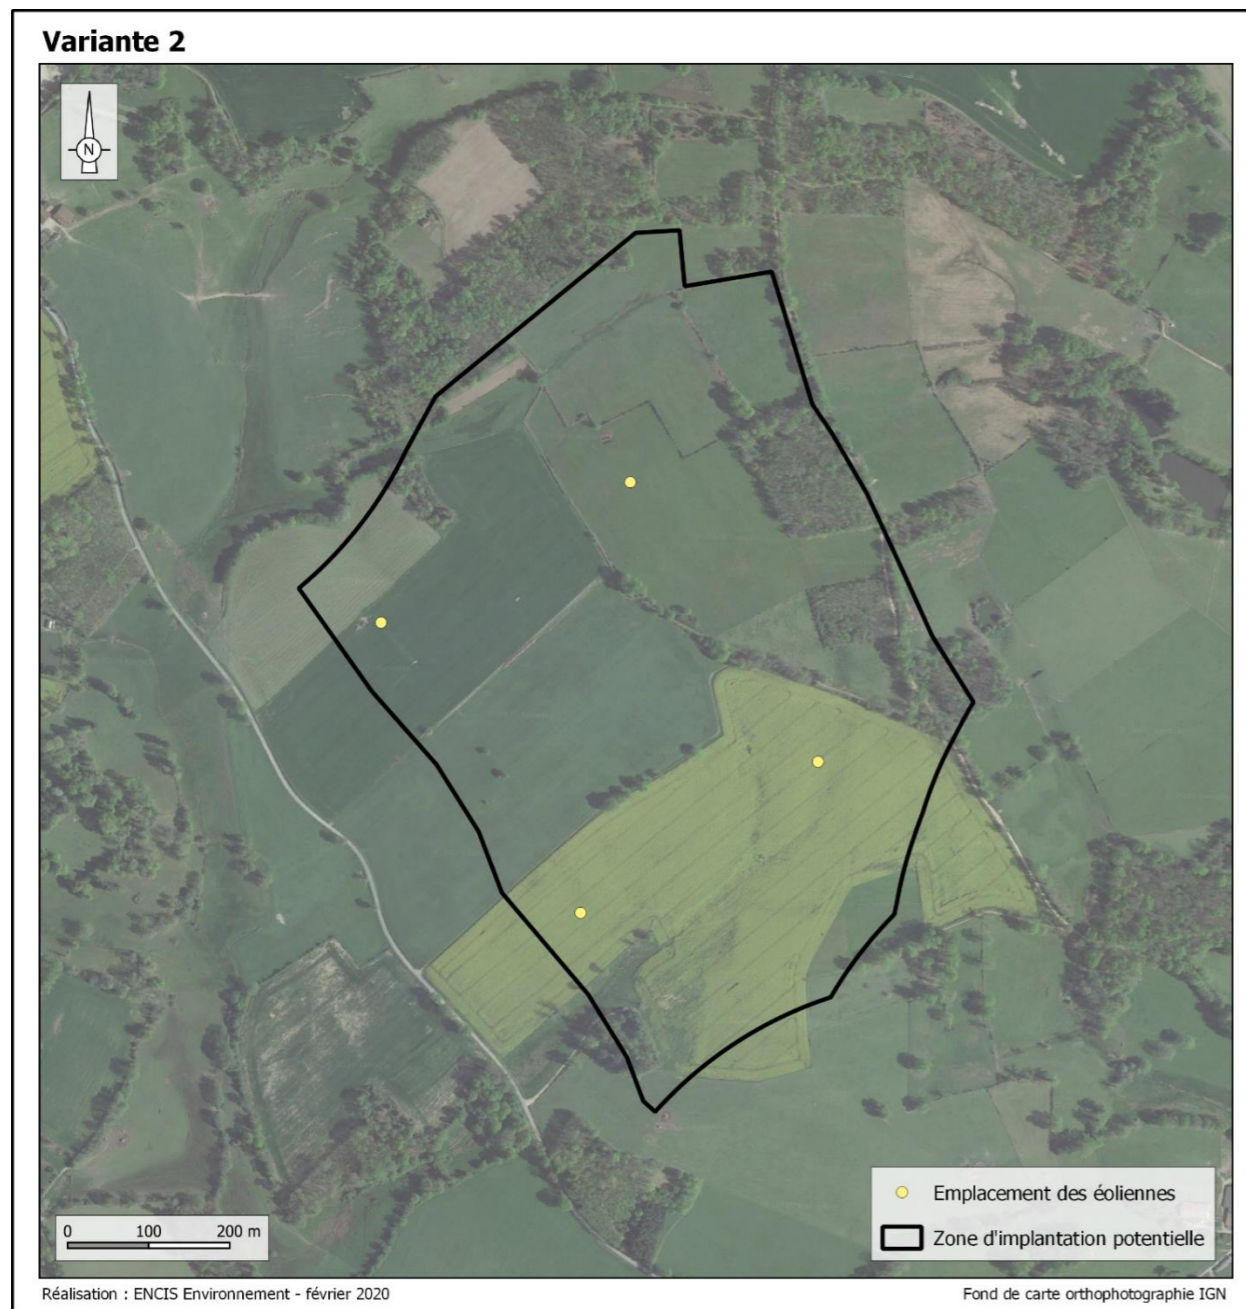 Variante 2
N
Emplacement des éoliennes
Zone d'implantation potentielle
0 100 200 m
Réalisation : ENCIS Environnement - février 2020
Fond de carte orthophotographie IGN